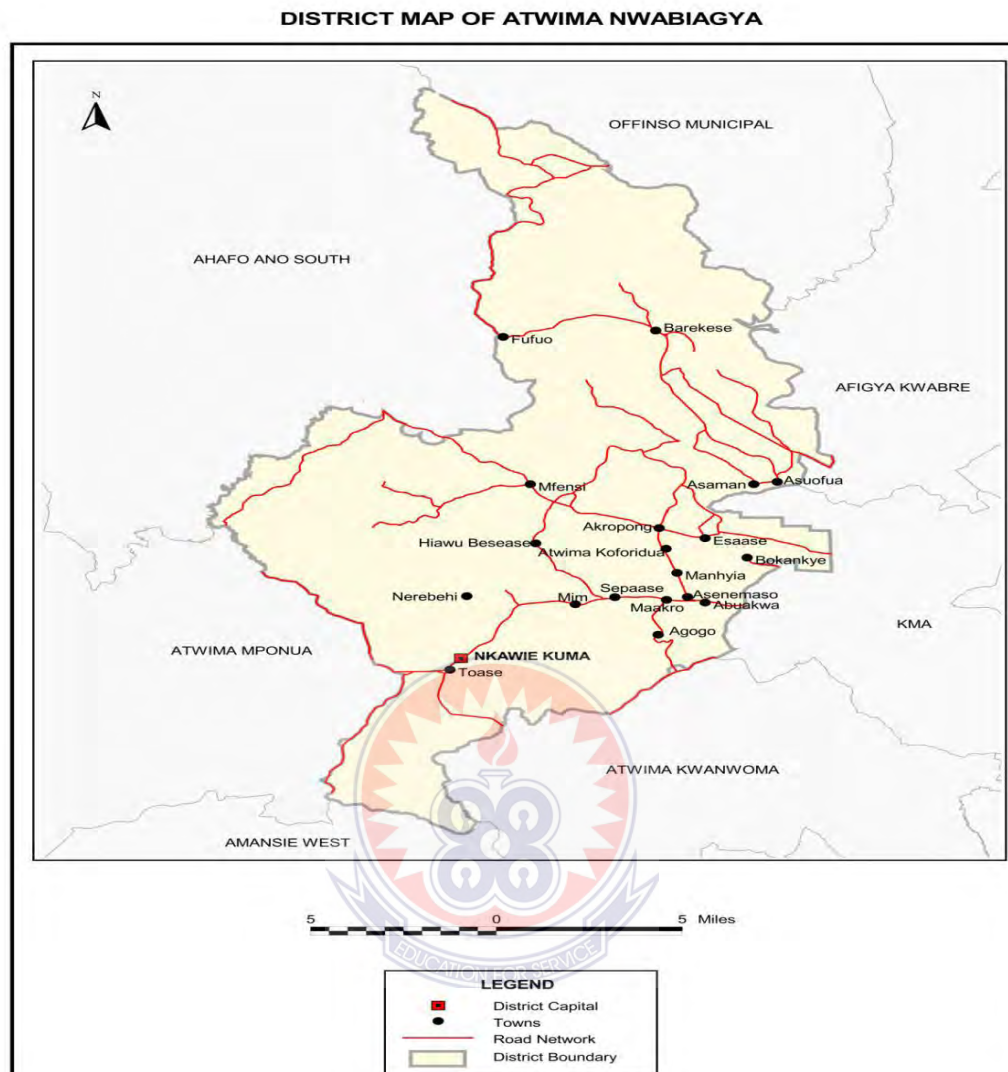 DISTRICT MAP OF ATWIMA NWABIAGYA
N
OFFINSO MUNICIPAL
AHAFO ANO SOUTH
Barekese
Fufuo
AFIGYA KWABRE
Mfensi
Asaman
Asuofua
Akropong
Esaase
Hiawu Besease
Atwima Koforidua
Bokankye
Manhyia
Nerebehi
Sepaase
Asenemaso
Mim
Maakro
Abuakwa
KMA
Agogo
ATWIMA MPONUA
NKAWIE KUMA
Toase
ATWIMA KWANWOMA
AMANSIE WEST
5 0 5 Miles
EDUCATION FOR SERVICE
LEGEND
District Capital
Towns
Road Network
District Boundary